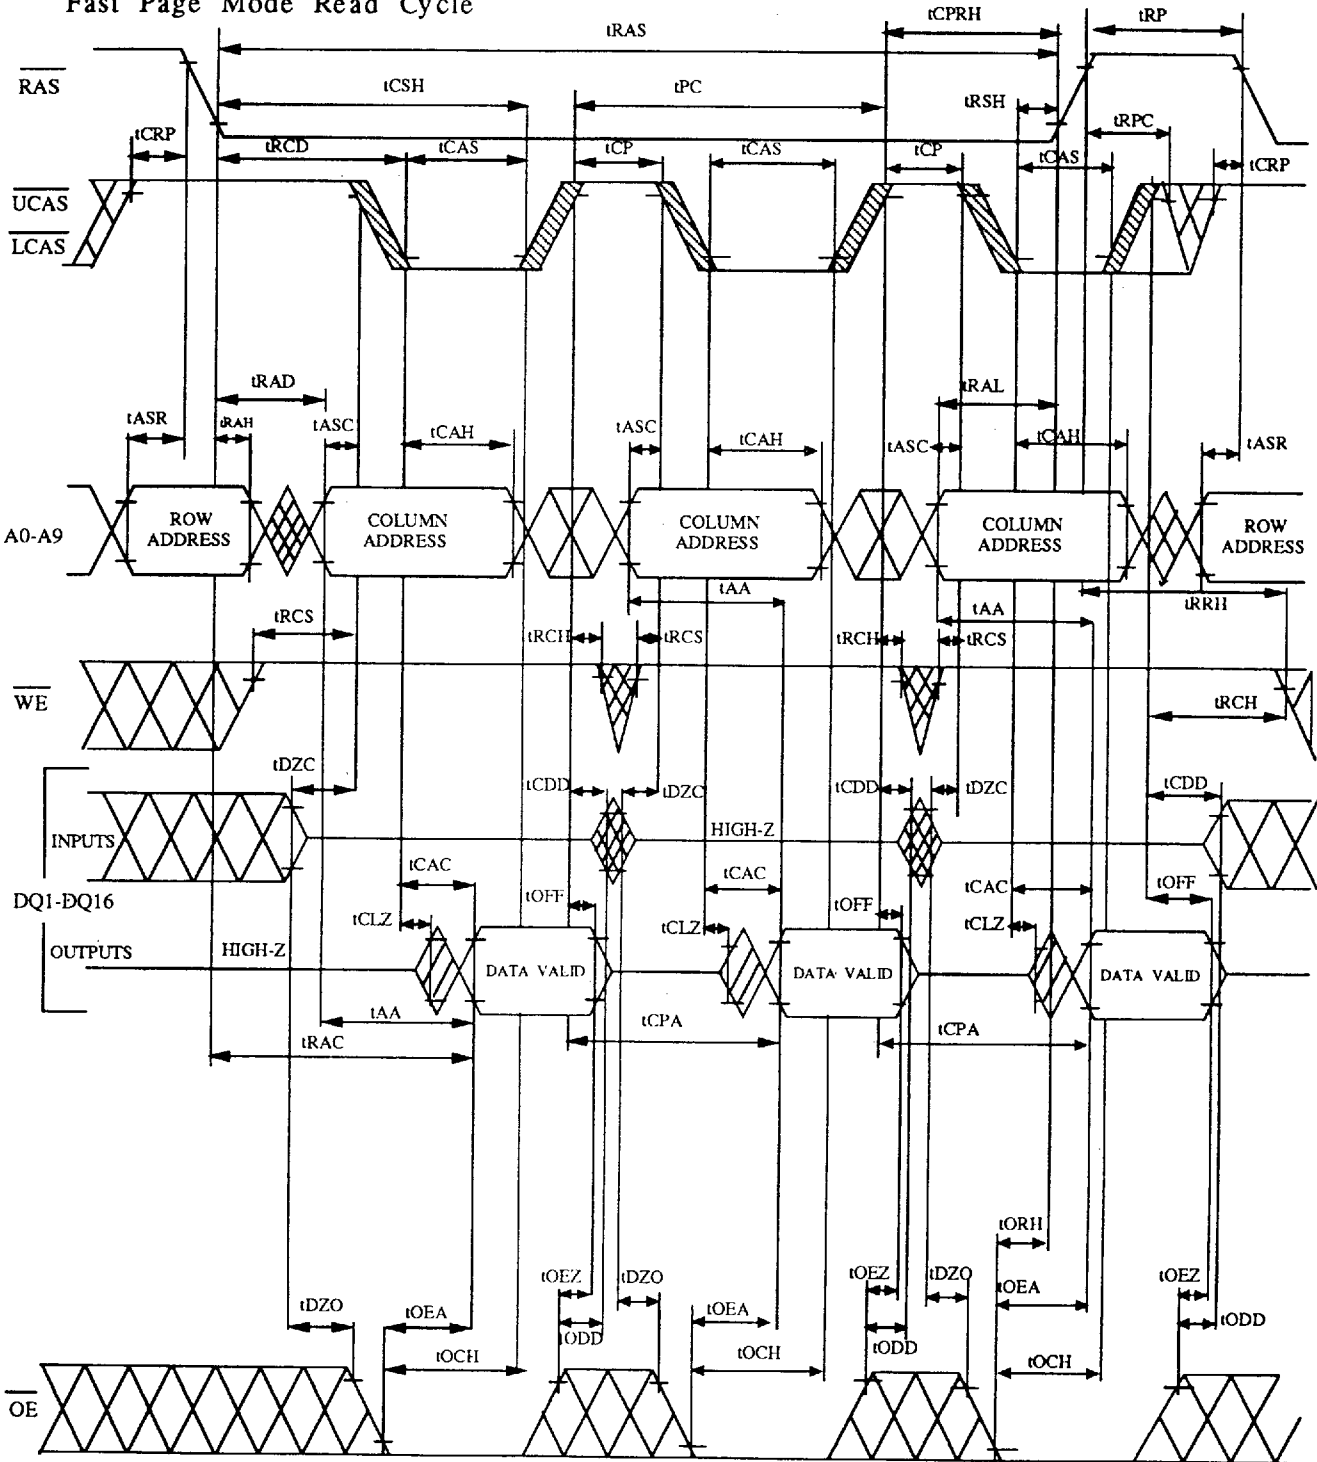 Fast Page Mode Read Cycle
tCPRH tRP
tRAS
RAS
tCSH tPC
tRSH
tRPC
tCRP tRCD tCAS tCP tCAS tCP tCAS tCRP
UCAS
LCAS
tRAD tRAL
tASR tRAH tASC tCAH tASC tCAH tASC tCAH tASR
A0-A9
ROW ADDRESS
COLUMN ADDRESS
COLUMN ADDRESS
COLUMN ADDRESS
ROW ADDRESS
tAA tAA tRRH
tRCS tRCH tRCS tRCH tRCS
WE
tRCH
tDZC tCDD tDZC tCDD tDZC tCDD
INPUTS
HIGH-Z
DQ1-DQ16
tCAC tCAC tCAC
tOFF tOFF tOFF
tCLZ tCLZ tCLZ
OUTPUTS
HIGH-Z
DATA VALID DATA VALID DATA VALID
tAA tCPA tCPA
tRAC
tORH
tOEZ tDZO tOEZ tDZO tOEZ
tDZO tOEA tOEA tOEA
tODD tODD tODD
tOCH tOCH tOCH
OE